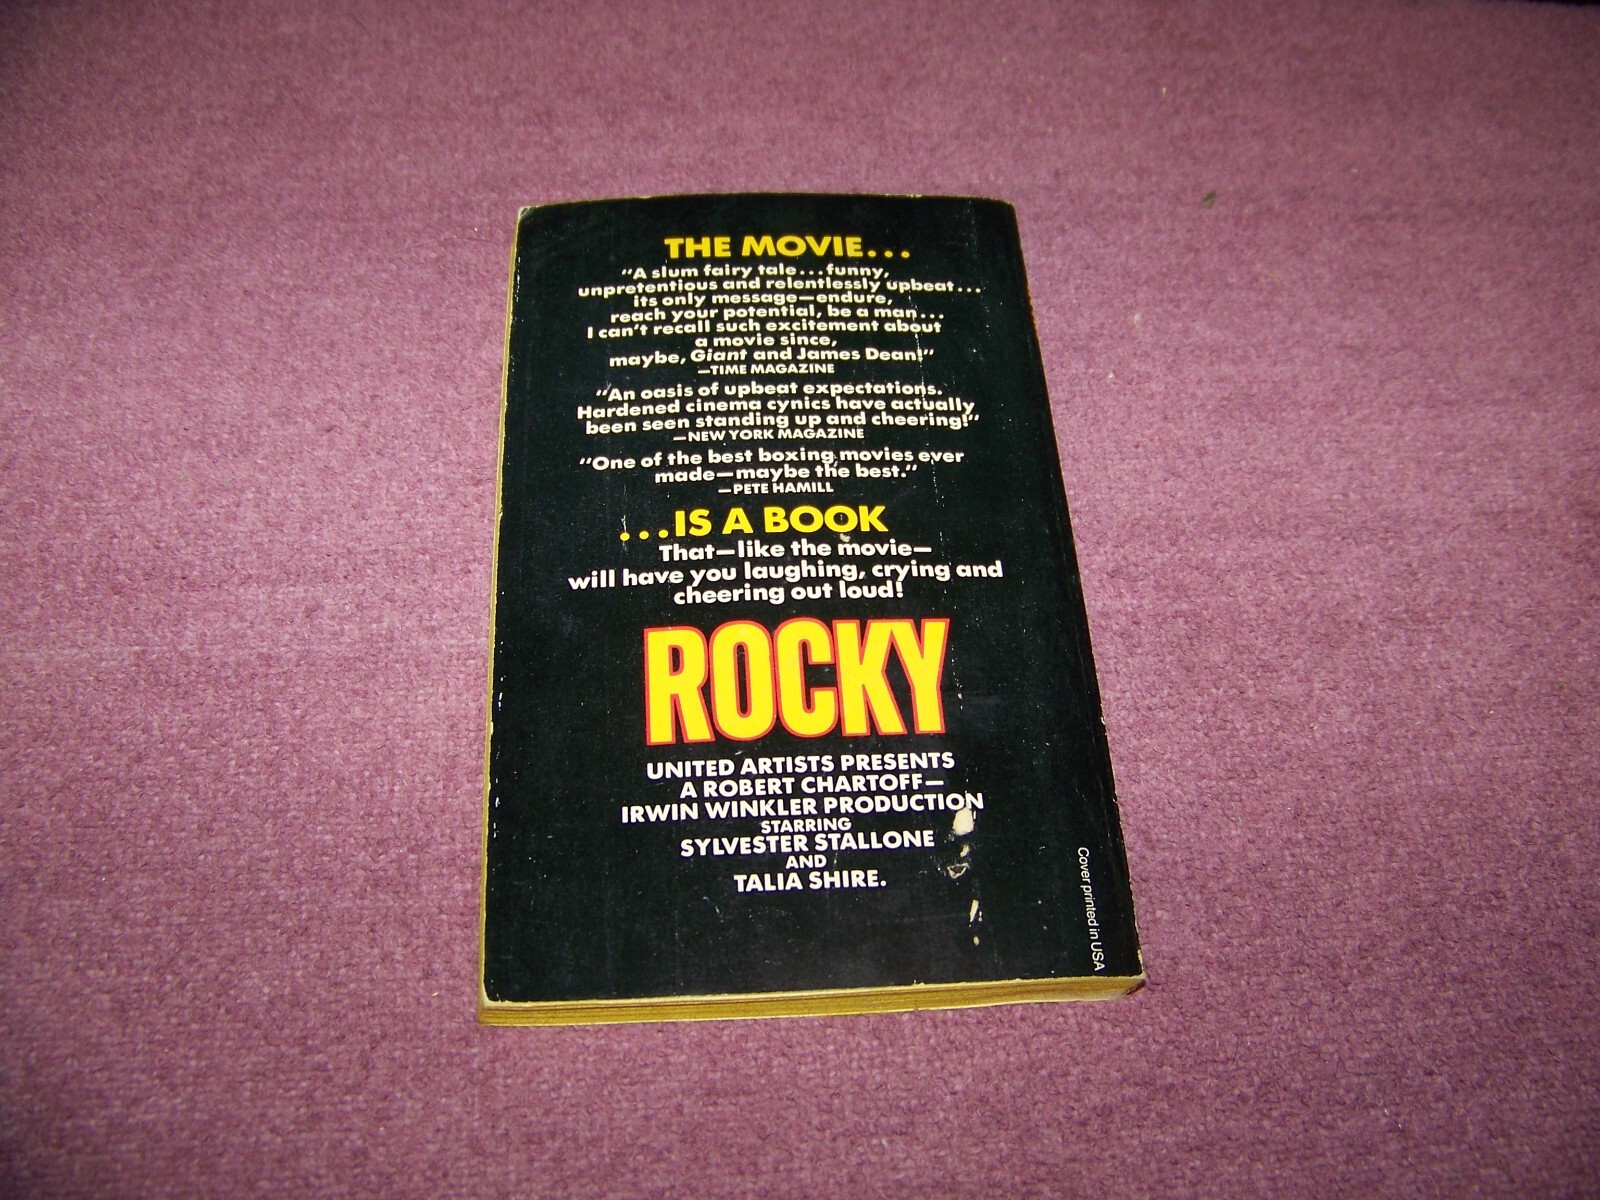 THE MOVIE...
"A slum fairy tale...funny,
unpretentious and relentlessly upbeat...
its only message—endure,
reach your potential, be a man...
I can't recall such excitement about
a movie since,
maybe, Giant and James Dean!"
—TIME MAGAZINE
"An oasis of upbeat expectations.
Hardened cinema cynics have actually
been seen standing up and cheering!"
—NEW YORK MAGAZINE
"One of the best boxing movies ever
made—maybe the best."
—PETE HAMILL
...IS A BOOK
That—like the movie—
will have you laughing, crying and
cheering out loud!
ROCKY
UNITED ARTISTS PRESENTS
A ROBERT CHARTOFF—
IRWIN WINKLER PRODUCTION
STARRING
SYLVESTER STALLONE
AND
TALIA SHIRE.
Cover printed in USA